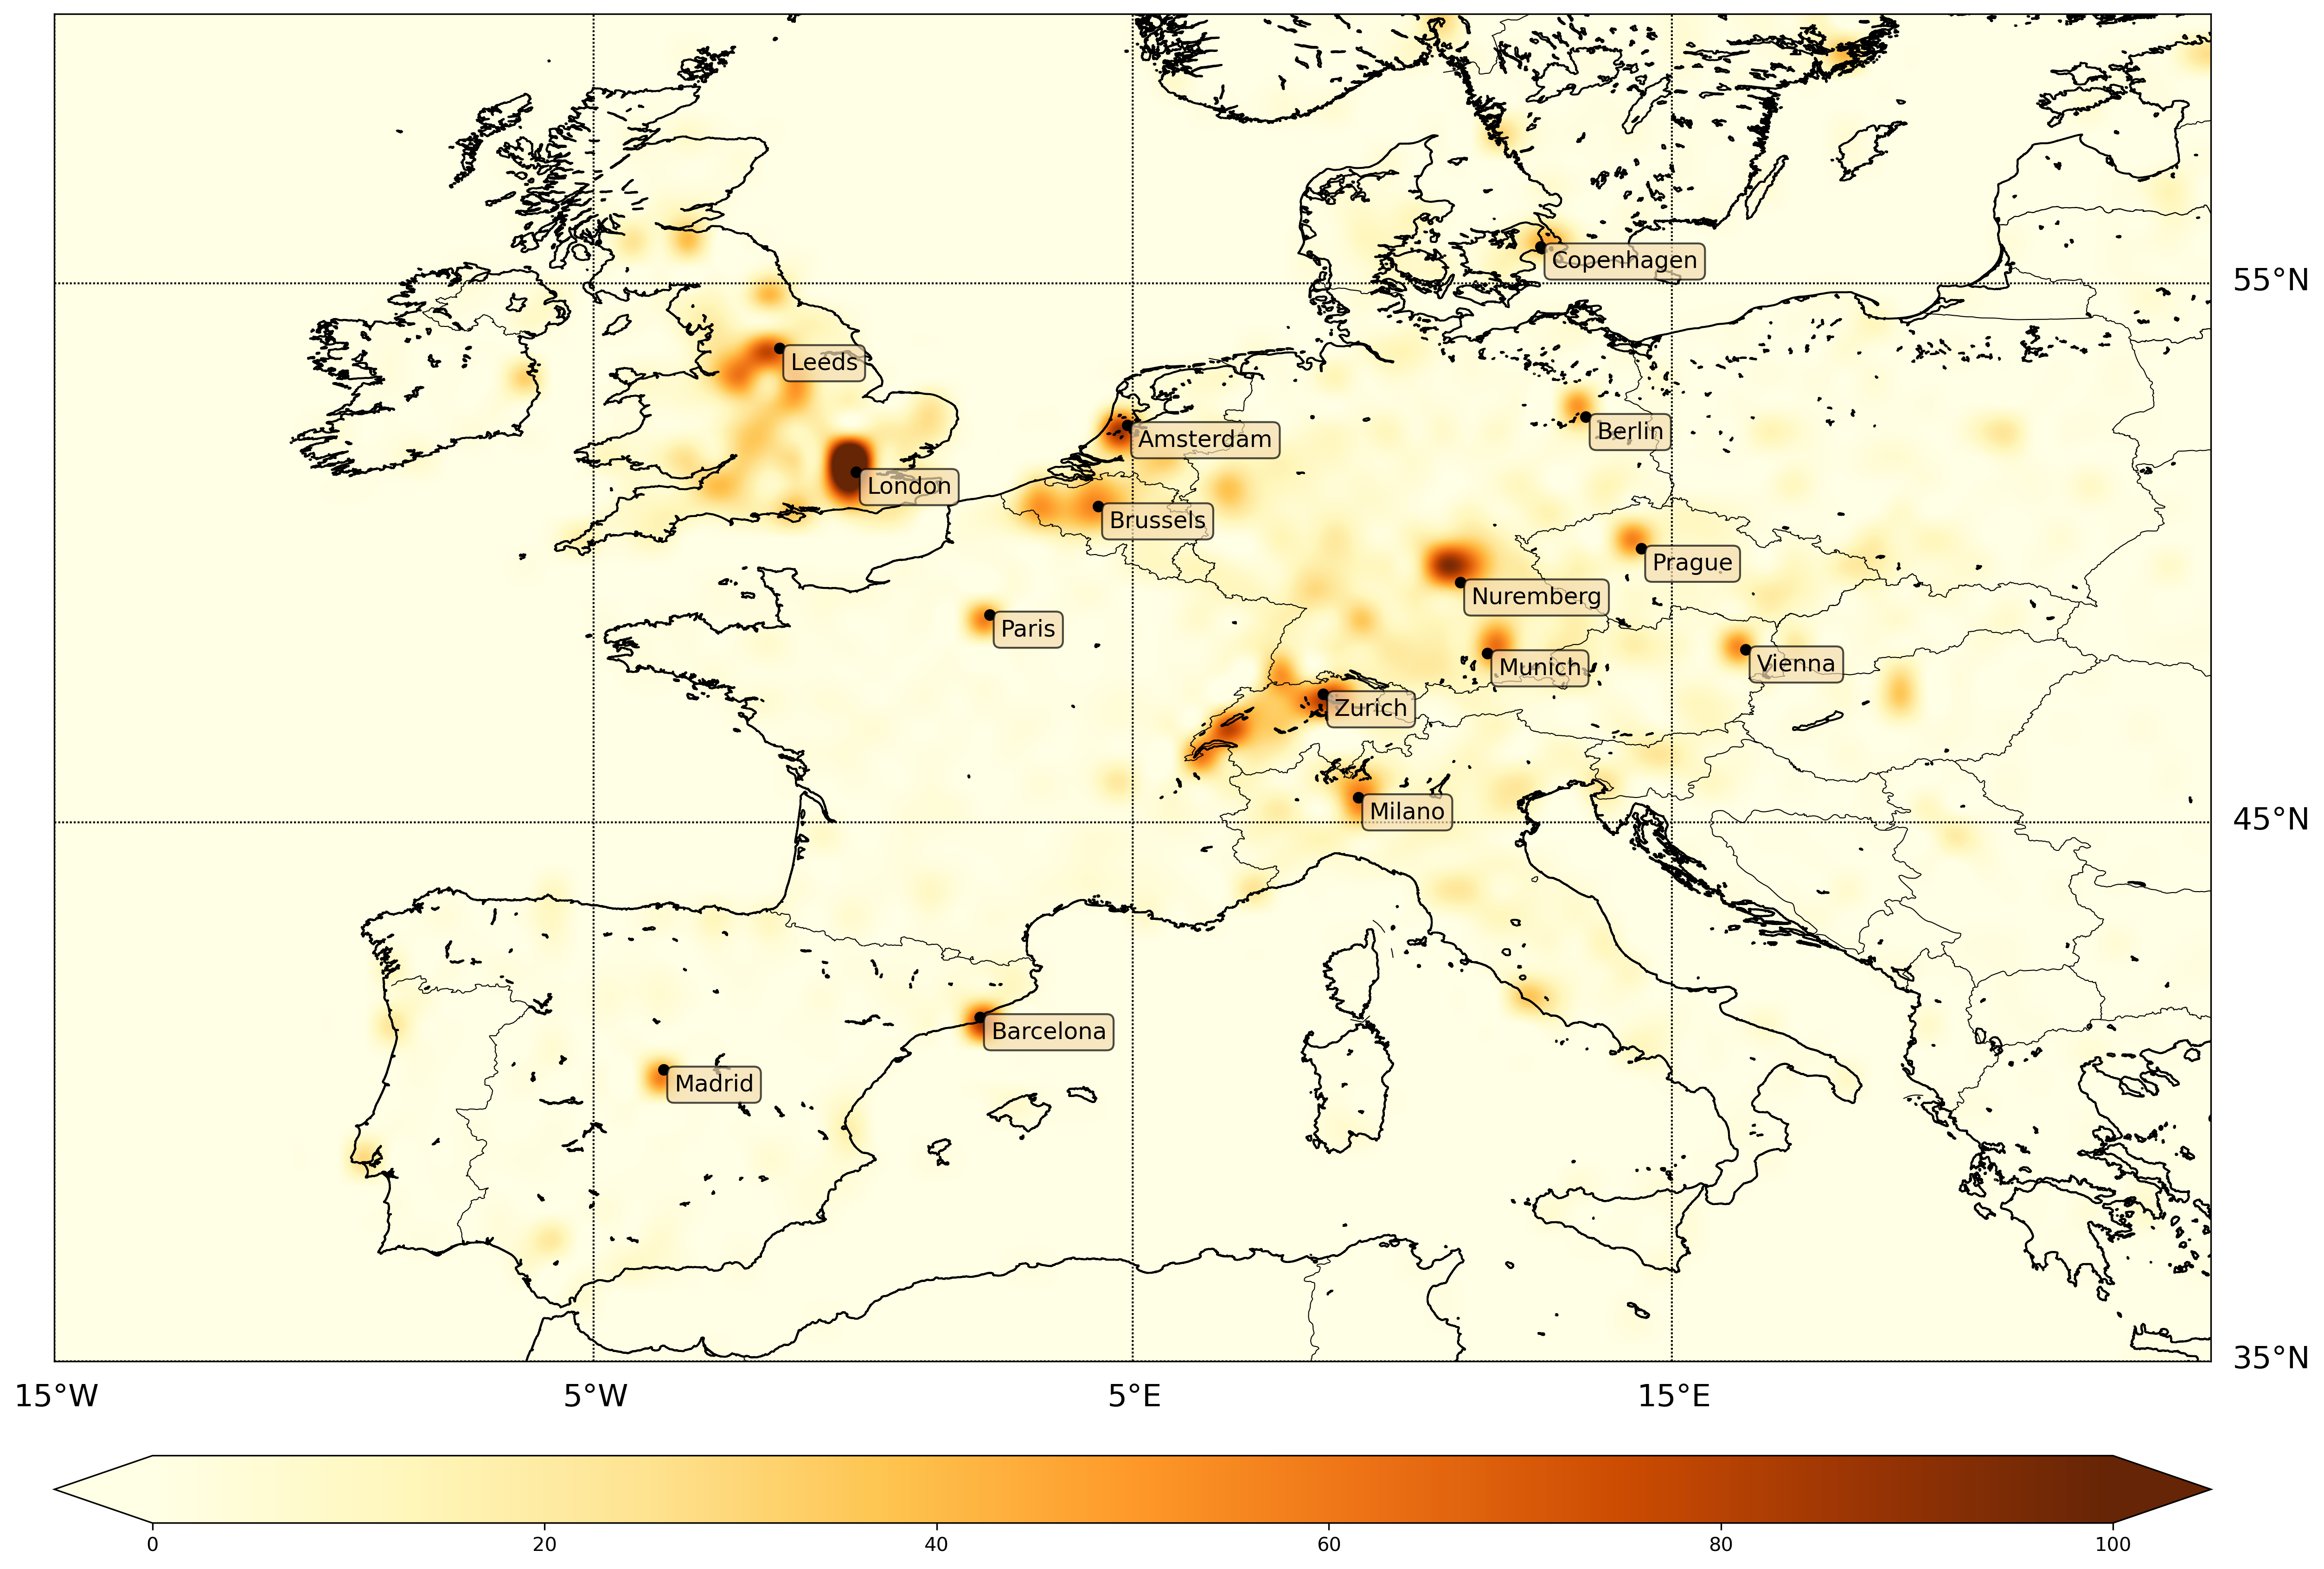 Copenhagen
55°N
Leeds
Amsterdam
Berlin
London
Brussels
Prague
Nuremberg
Paris
Munich
Vienna
Zurich
Milano
45°N
Barcelona
Madrid
35°N
15°W
5°W
5°E
15°E
0
20
40
60
80
100